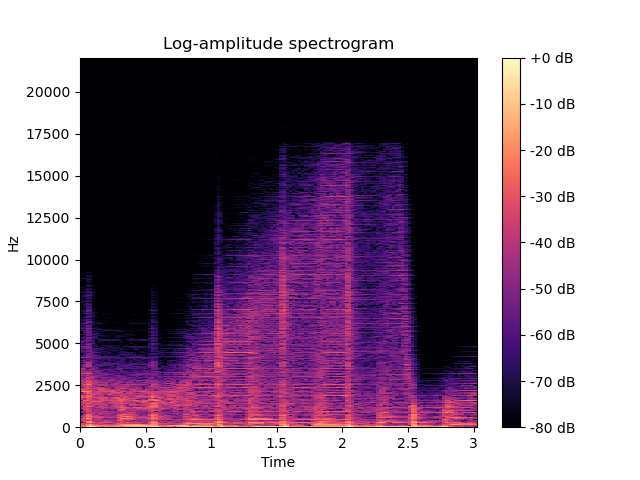 Log-amplitude spectrogram
Hz
20000
17500
15000
12500
10000
7500
5000
2500
0
0
0.5
1
1.5
2
2.5
3
Time
+0 dB
-10 dB
-20 dB
-30 dB
-40 dB
-50 dB
-60 dB
-70 dB
-80 dB